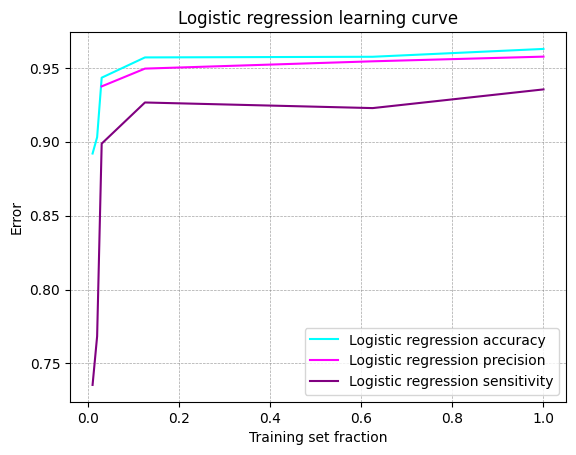 Logistic regression learning curve
Error
0.95
0.90
0.85
0.80
0.75
Logistic regression accuracy
Logistic regression precision
Logistic regression sensitivity
0.0 0.2 0.4 0.6 0.8 1.0
Training set fraction